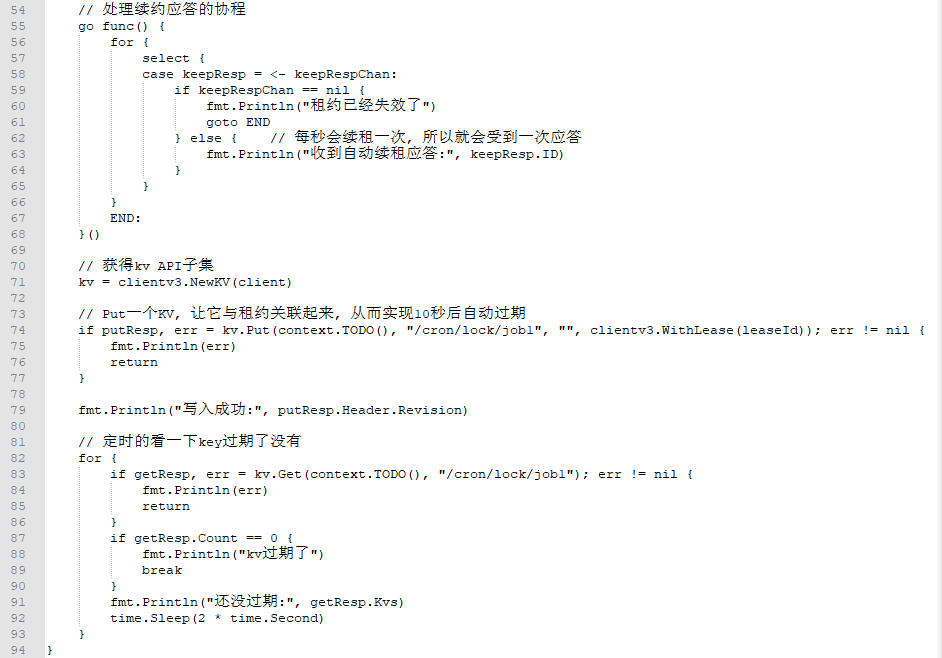 54 // 处理续约应答的协程
55 go func() {
56 for {
57 select {
58 case keepResp = <- keepRespChan:
59 if keepRespChan == nil {
60 fmt.Println("租约已经失效了")
61 goto END
62 } else { // 每秒会续租一次, 所以就会受到一次应答
63 fmt.Println("收到自动续租应答:", keepResp.ID)
64 }
65 }
66 }
67 END:
68 }()
69
70 // 获得kv API子集
71 kv = clientv3.NewKV(client)
72
73 // Put一个KV, 让它与租约关联起来, 从而实现10秒后自动过期
74 if putResp, err = kv.Put(context.TODO(), "/cron/lock/job1", "", clientv3.WithLease(leaseId)); err != nil {
75 fmt.Println(err)
76 return
77 }
78
79 fmt.Println("写入成功:", putResp.Header.Revision)
80
81 // 定时的看一下key过期了没有
82 for {
83 if getResp, err = kv.Get(context.TODO(), "/cron/lock/job1"); err != nil {
84 fmt.Println(err)
85 return
86 }
87 if getResp.Count == 0 {
88 fmt.Println("kv过期了")
89 break
90 }
91 fmt.Println("还没过期:", getResp.Kvs)
92 time.Sleep(2 * time.Second)
93 }
94 }